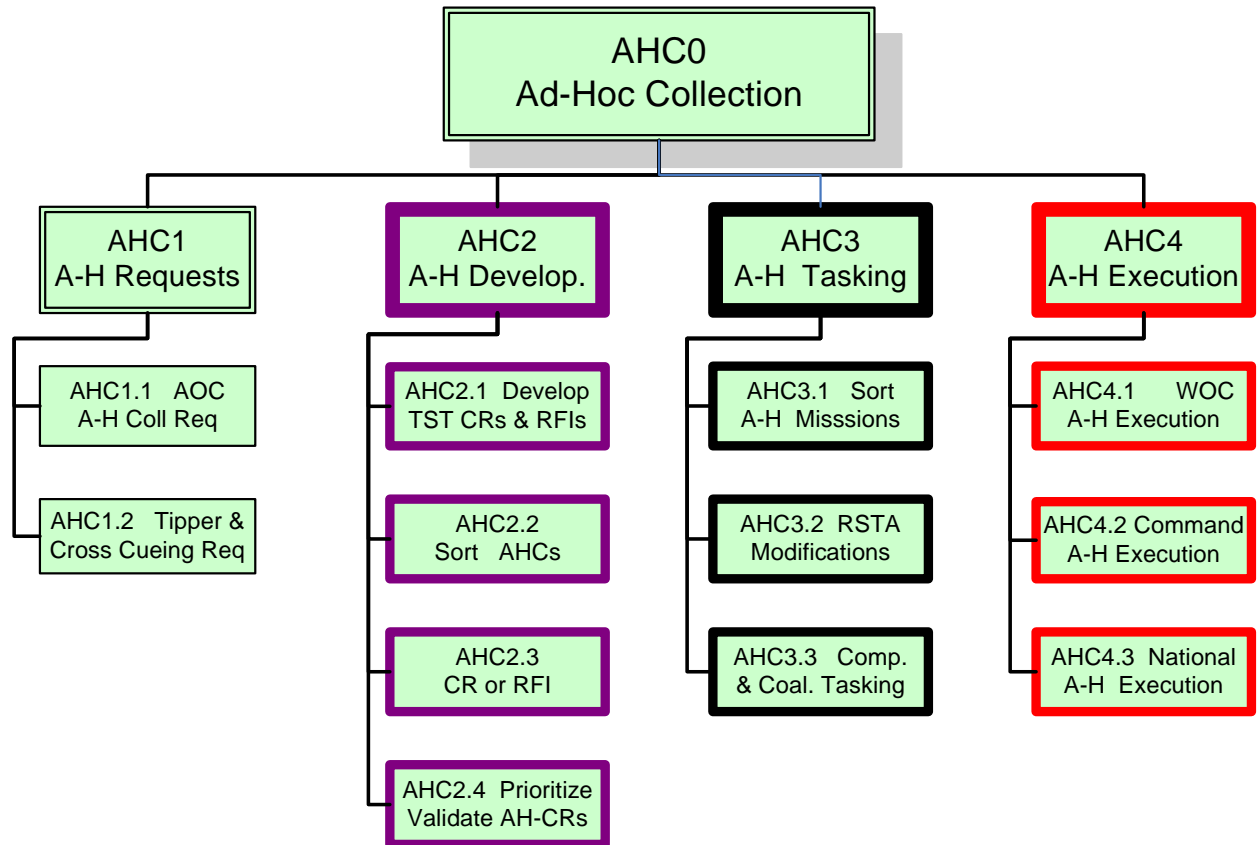 AHC0
Ad-Hoc Collection
AHC1
A-H Requests
AHC2
A-H Develop.
AHC3
A-H Tasking
AHC4
A-H Execution
AHC1.1 AOC
A-H Coll Req
AHC1.2 Tipper &
Cross Cueing Req
AHC2.1 Develop
TST CRs & RFIs
AHC2.2
Sort AHCs
AHC2.3
CR or RFI
AHC2.4 Prioritize
Validate AH-CRs
AHC3.1 Sort
A-H Misssions
AHC3.2 RSTA
Modifications
AHC3.3 Comp.
& Coal. Tasking
AHC4.1 WOC
A-H Execution
AHC4.2 Command
A-H Execution
AHC4.3 National
A-H Execution